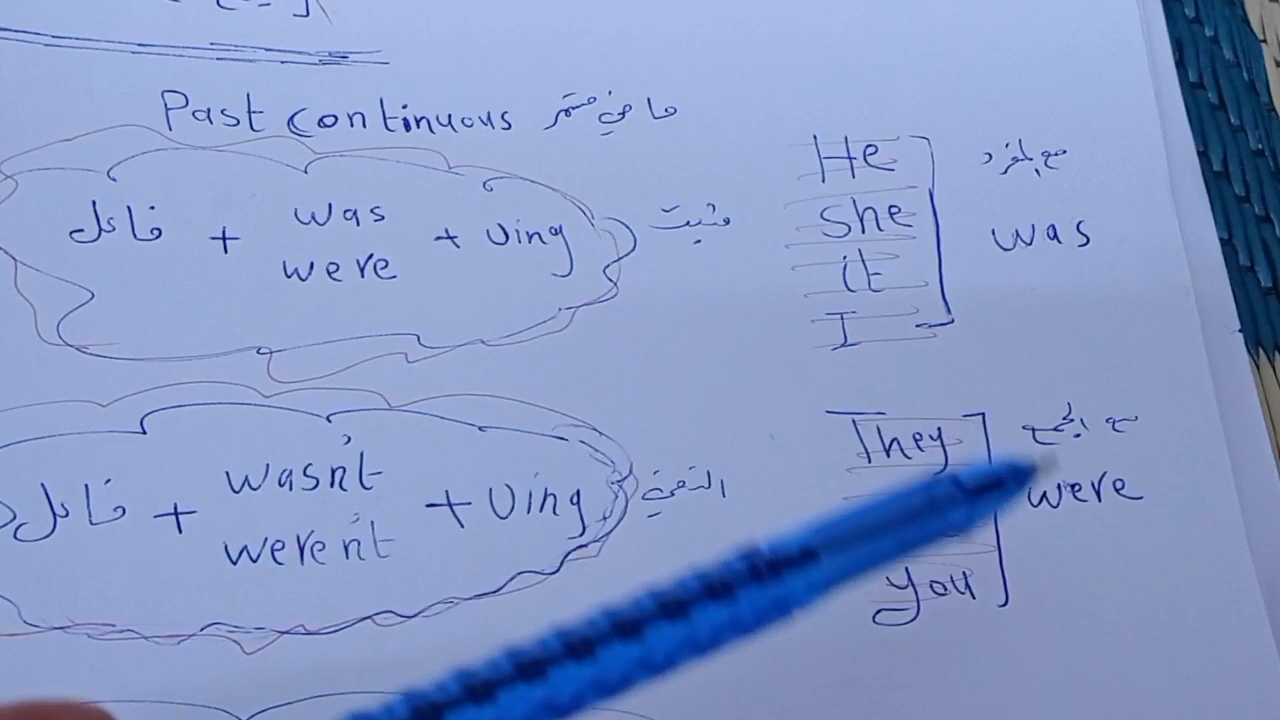 Past continuous ماضي مستمر
فاعل + was were + Ving مثبت
He
she
it
I
مع المفرد
was
فاعل + wasn't weren't + Ving النفي
They
you
مع الجمع
were